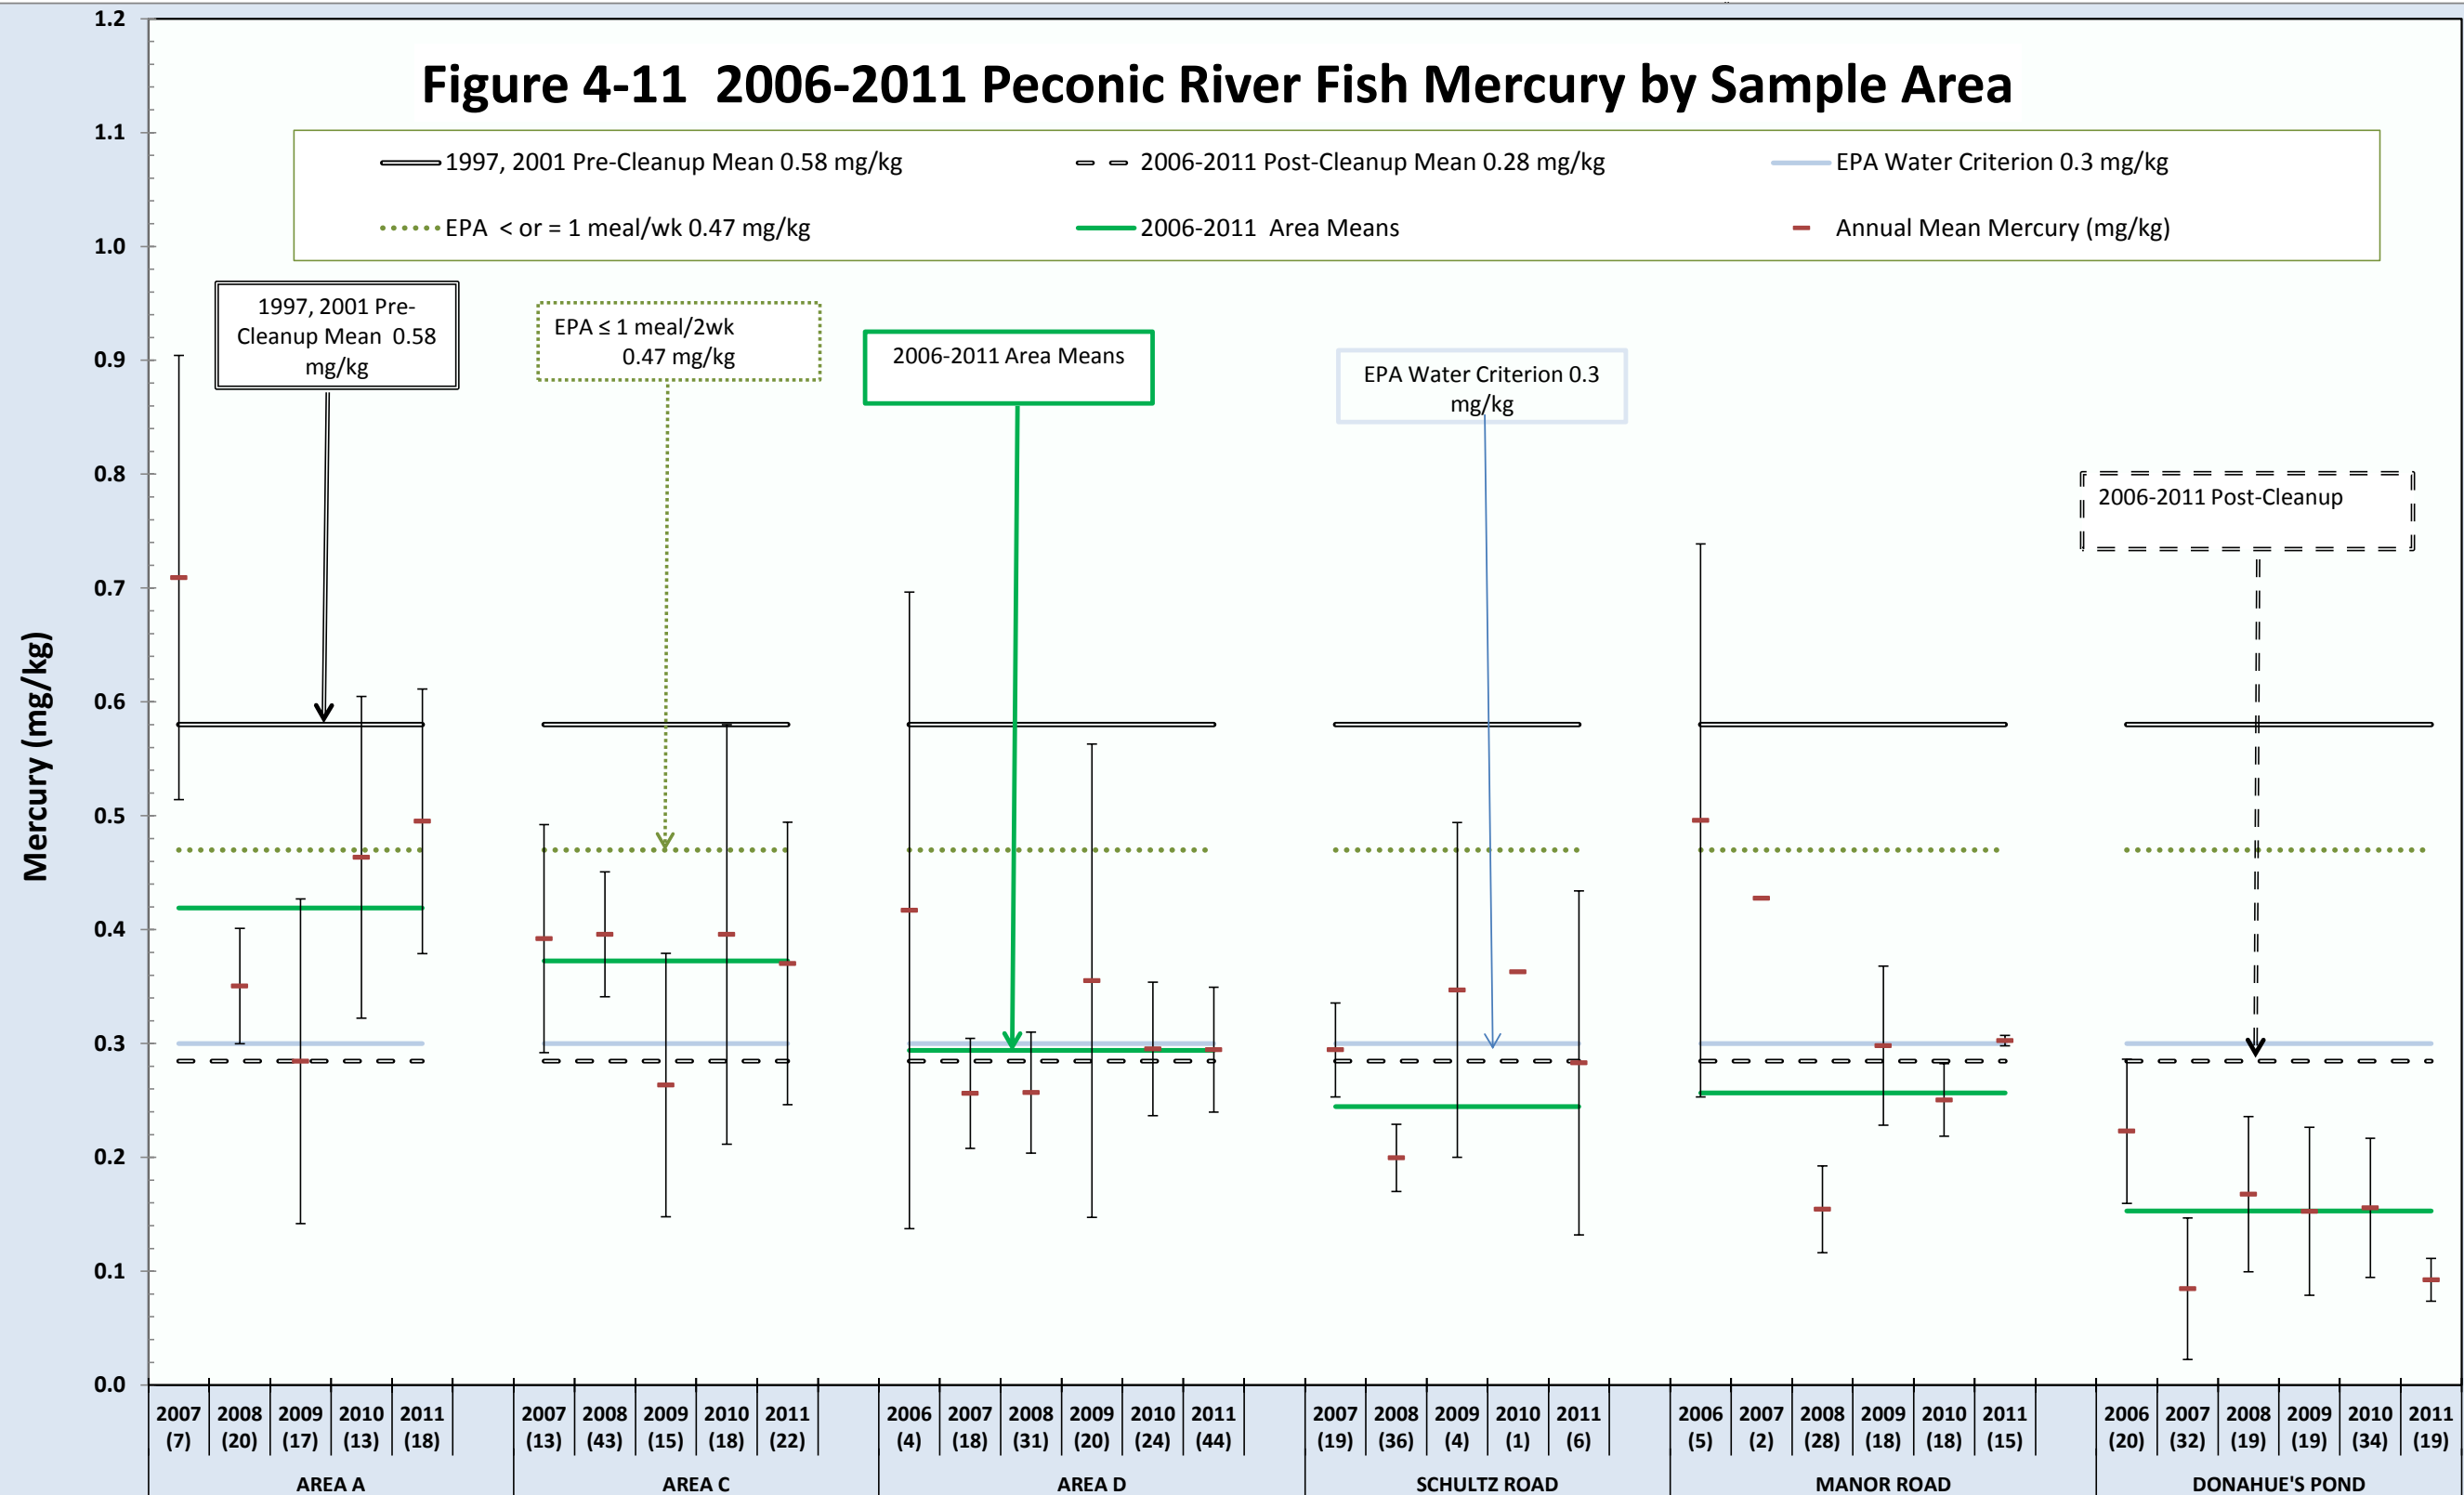 Figure 4-11 2006-2011 Peconic River Fish Mercury by Sample Area
1997, 2001 Pre-Cleanup Mean 0.58 mg/kg
2006-2011 Post-Cleanup Mean 0.28 mg/kg
EPA Water Criterion 0.3 mg/kg
EPA < or = 1 meal/wk 0.47 mg/kg
2006-2011 Area Means
Annual Mean Mercury (mg/kg)
1997, 2001 Pre-
Cleanup Mean 0.58
mg/kg
EPA ≤ 1 meal/2wk
0.47 mg/kg
2006-2011 Area Means
EPA Water Criterion 0.3
mg/kg
2006-2011 Post-Cleanup
Mercury (mg/kg)
1.2
1.1
1.0
0.9
0.8
0.7
0.6
0.5
0.4
0.3
0.2
0.1
0.0
2007 2008 2009 2010 2011
(7) (20) (17) (13) (18)
AREA A
2007 2008 2009 2010 2011
(13) (43) (15) (18) (22)
AREA C
2006 2007 2008 2009 2010 2011
(4) (18) (31) (20) (24) (44)
AREA D
2007 2008 2009 2010 2011
(19) (36) (4) (1) (6)
SCHULTZ ROAD
2006 2007 2008 2009 2010 2011
(5) (2) (28) (18) (18) (15)
MANOR ROAD
2006 2007 2008 2009 2010 2011
(20) (32) (19) (19) (34) (19)
DONAHUE'S POND